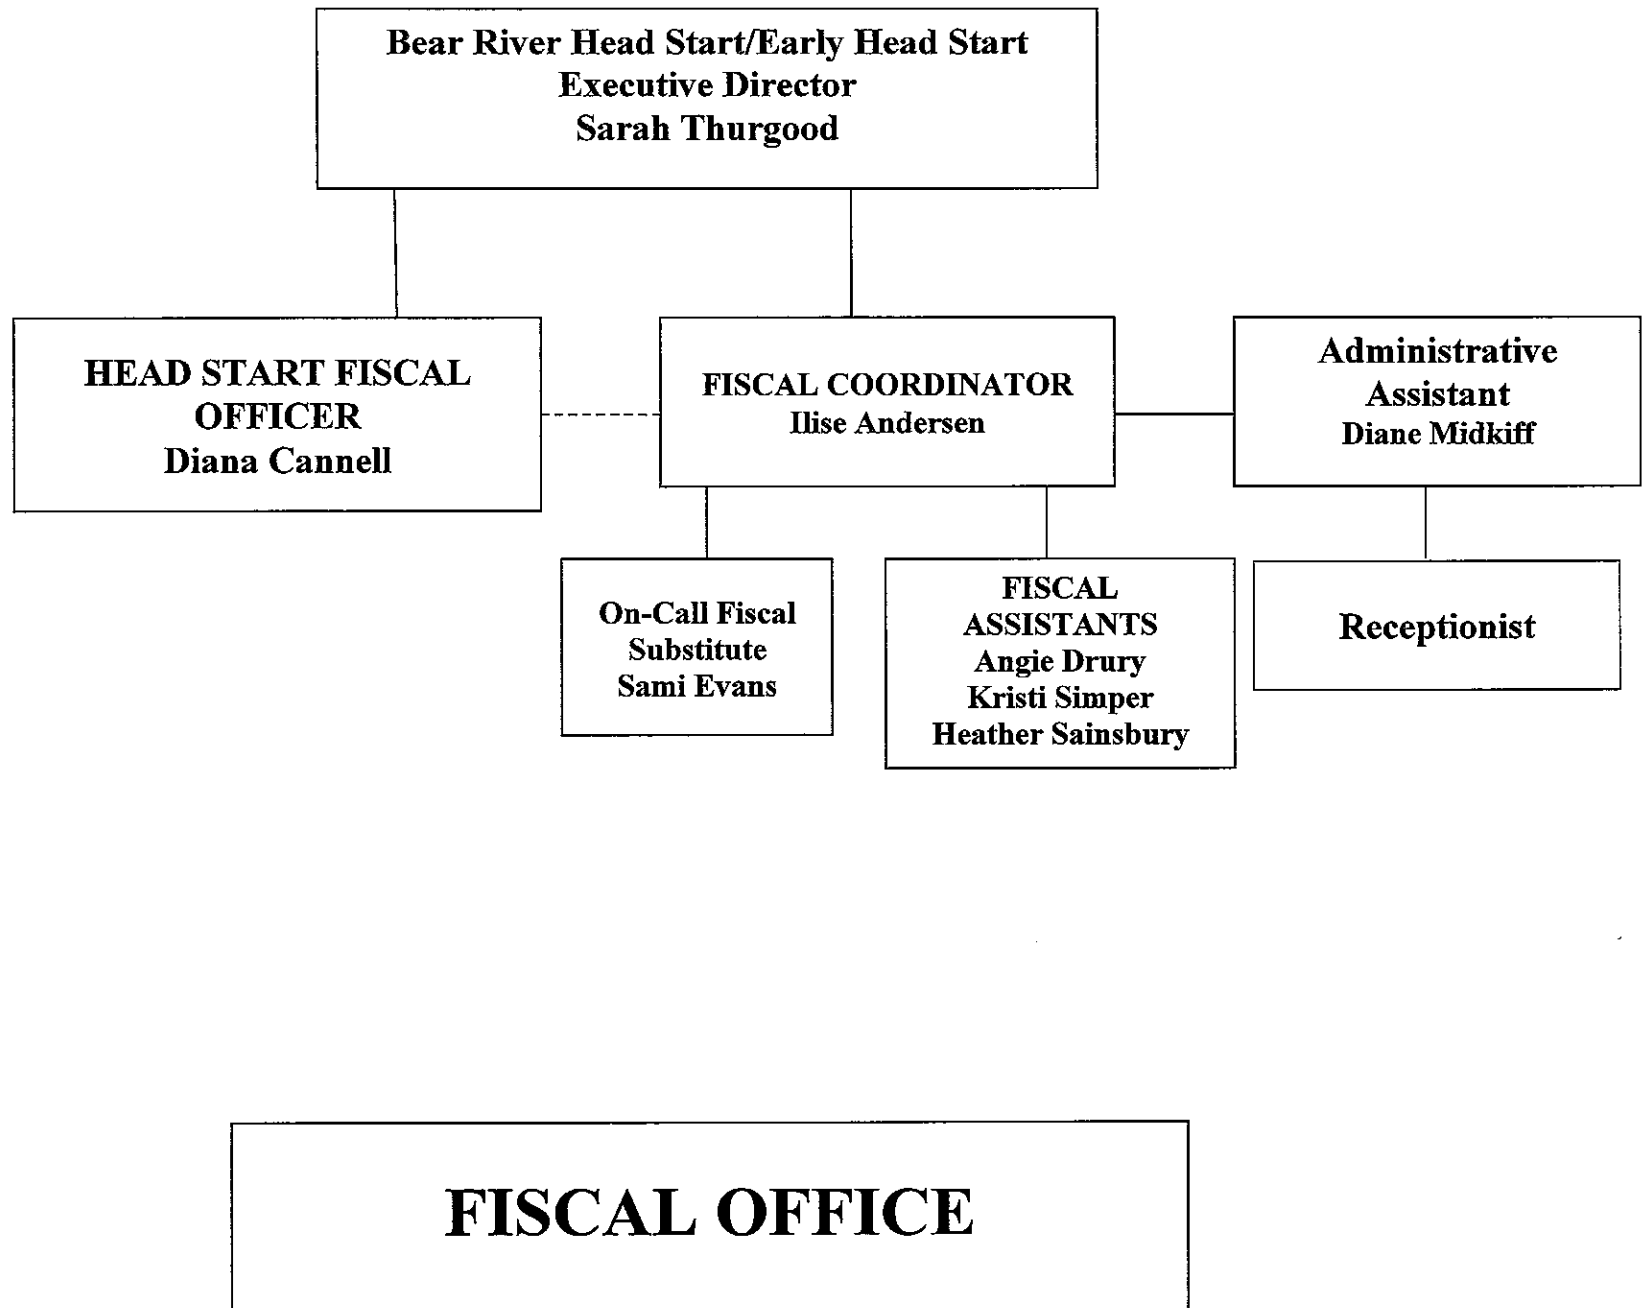 Bear River Head Start/Early Head Start
Executive Director
Sarah Thurgood
HEAD START FISCAL
OFFICER
Diana Cannell
FISCAL COORDINATOR
Ilise Andersen
Administrative
Assistant
Diane Midkiff
On-Call Fiscal
Substitute
Sami Evans
FISCAL
ASSISTANTS
Angie Drury
Kristi Simper
Heather Sainsbury
Receptionist
FISCAL OFFICE